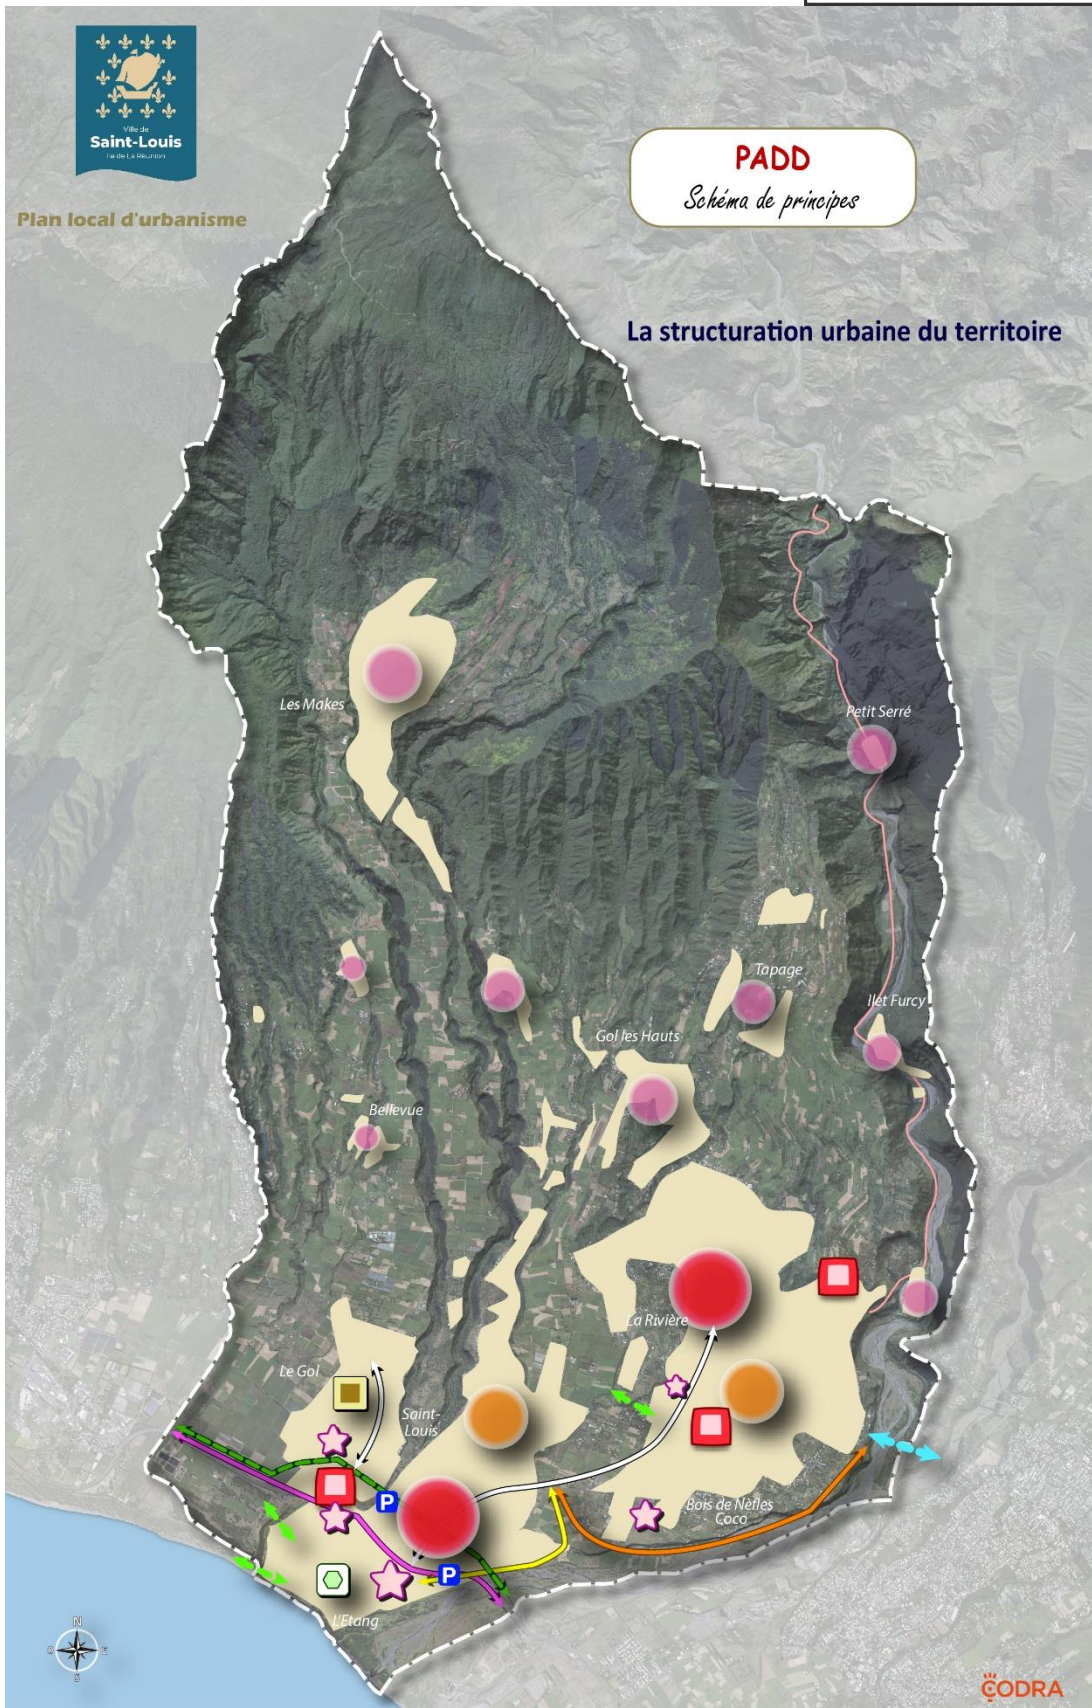 Ville de
Saint-Louis
Ile de La Réunion
Plan local d'urbanisme
PADD
Schéma de principes
La structuration urbaine du territoire
Les Makes
Petit Serré
Tapage
Ilet Furcy
Gol les Hauts
Bellevue
La Rivière
Le Gol
Saint-
Louis
P
Bois de Nèfles
Coco
P
L'Etang
N
O
E
S
CODRA